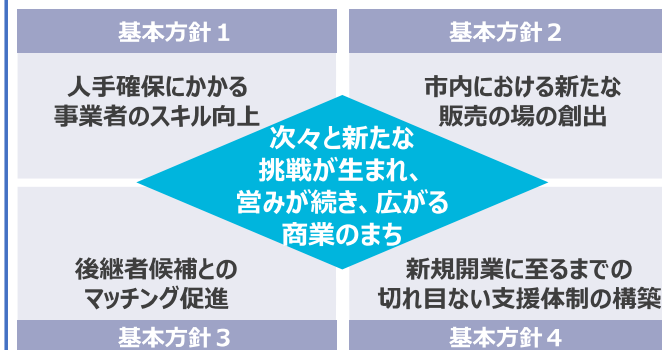 基本方針1
人手確保にかかる
事業者のスキル向上
基本方針2
市内における新たな
販売の場の創出
次々と新たな
挑戦が生まれ、
営みが続き、広がる
商業のまち
後継者候補との
マッチング促進
基本方針3
新規開業に至るまでの
切れ目ない支援体制の構築
基本方針4